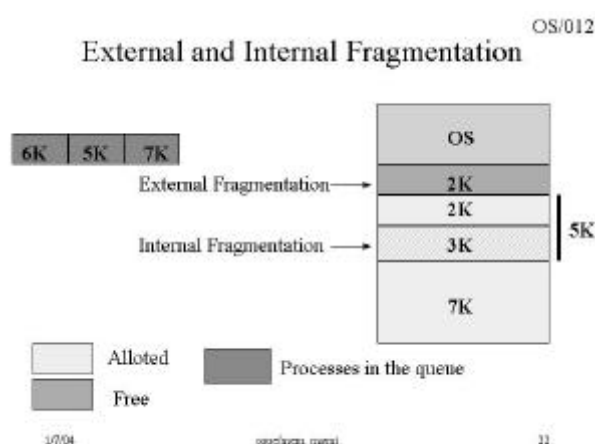 OS/012
External and Internal Fragmentation
6K 5K 7K
OS
External Fragmentation
2K
2K
5K
Internal Fragmentation
3K
7K
Alloted
Processes in the queue
Free
1/7/04